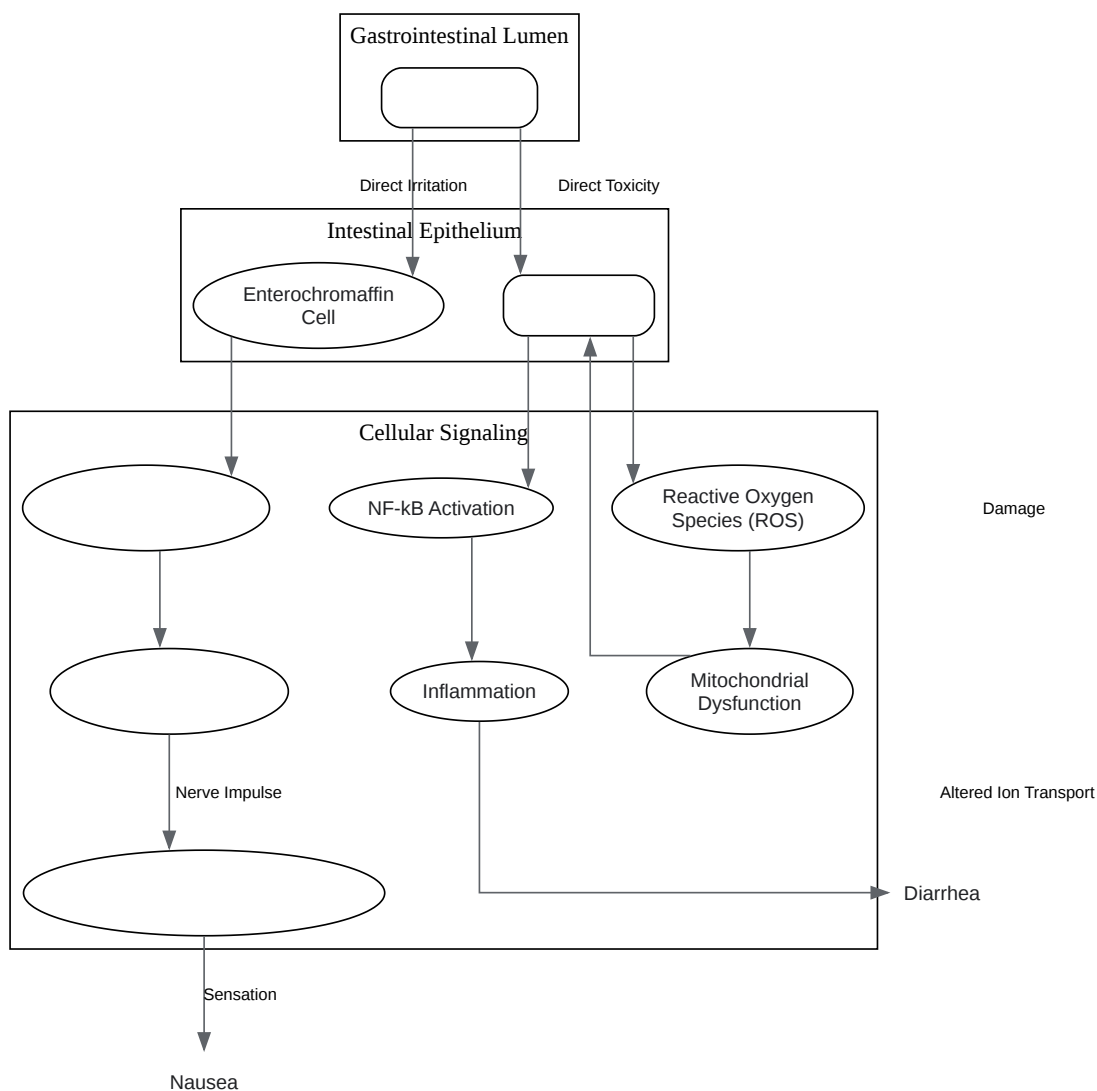 Gastrointestinal Lumen
Direct Irritation
Direct Toxicity
Intestinal Epithelium
Enterochromaffin
Cell
Cellular Signaling
NF-kB Activation
Reactive Oxygen
Species (ROS)
Damage
Inflammation
Mitochondrial
Dysfunction
Nerve Impulse
Altered Ion Transport
Diarrhea
Sensation
Nausea